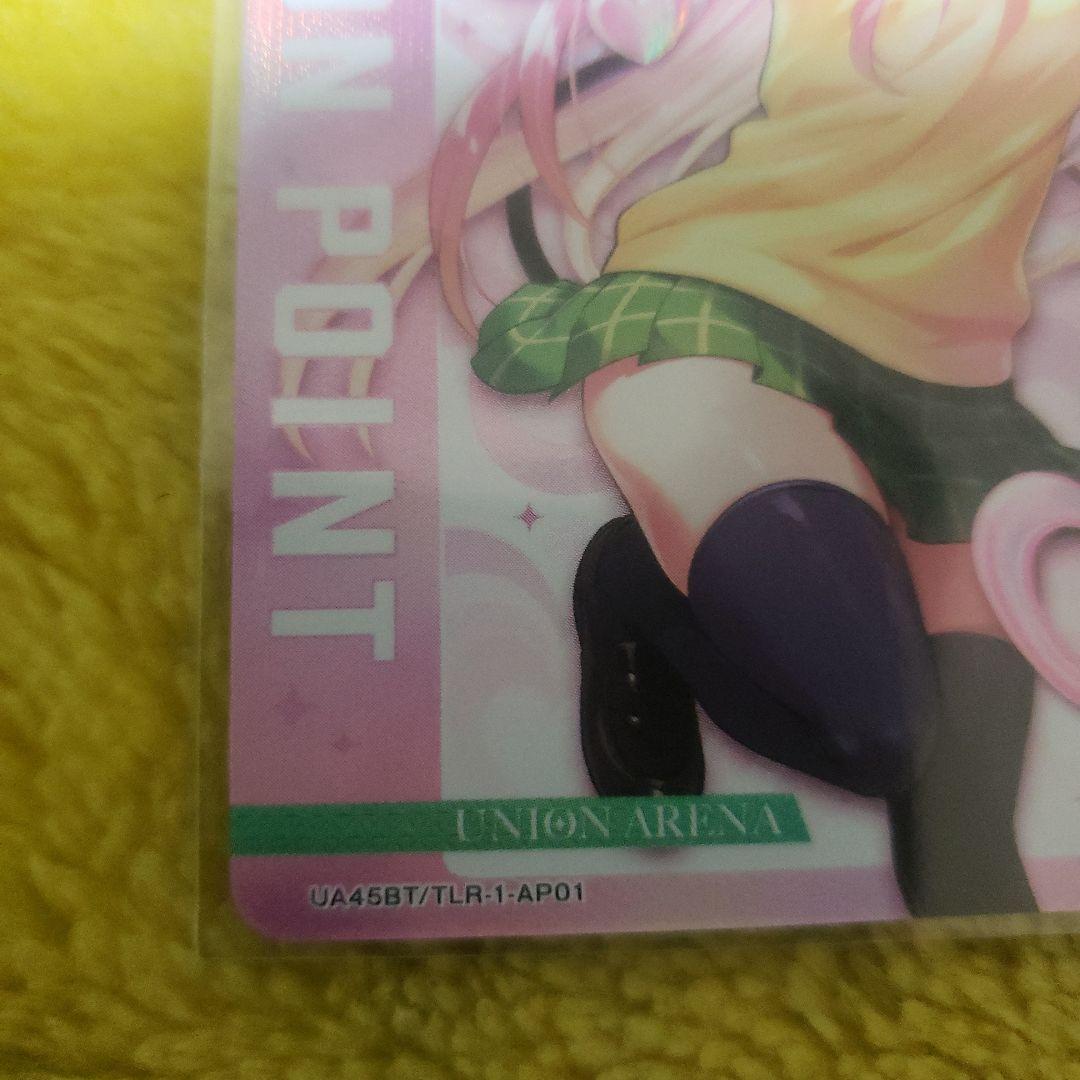 POINT
UNION ARENA
UA45BT/TLR-1-AP01